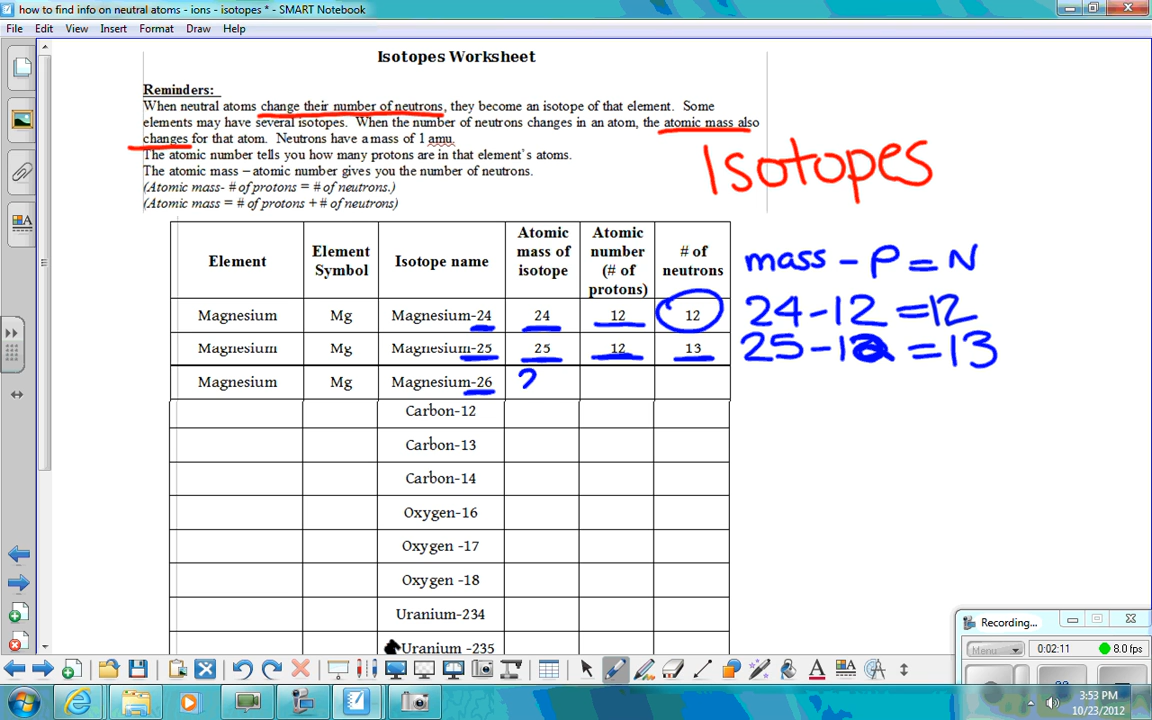 how to find info on neutral atoms - ions - isotopes * - SMART Notebook
File Edit View Insert Format Draw Help
Isotopes Worksheet
Reminders:
When neutral atoms change their number of neutrons, they become an isotope of that element. Some
elements may have several isotopes. When the number of neutrons changes in an atom, the atomic mass also
changes for that atom. Neutrons have a mass of 1 amu.
The atomic number tells you how many protons are in that element's atoms.
The atomic mass – atomic number gives you the number of neutrons.
(Atomic mass- # of protons = # of neutrons.)
(Atomic mass = # of protons + # of neutrons)
Isotopes
Element Element Symbol Isotope name Atomic mass of isotope Atomic number (# of protons) # of neutrons
mass - P = N
Magnesium Mg Magnesium-24 24 12 12 24-12=12
Magnesium Mg Magnesium-25 25 12 13 25-12=13
Magnesium Mg Magnesium-26 2
Carbon-12
Carbon-13
Carbon-14
Oxygen-16
Oxygen -17
Oxygen -18
Uranium-234
Uranium -235
Recording...
Menu 0:02:11 8.0 fps
3:53 PM
10/23/2012